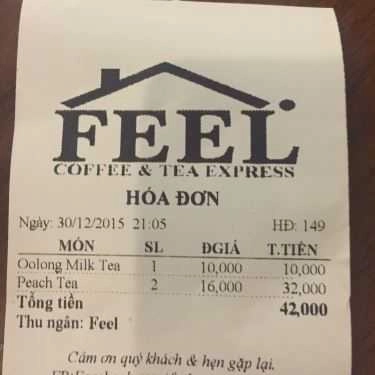 FEEL
COFFEE & TEA EXPRESS
HÓA ĐƠN
Ngày: 30/12/2015 21:05 HĐ: 149
MÓN SL ĐGIÁ T.TIỀN
Oolong Milk Tea 1 10,000 10,000
Peach Tea 2 16,000 32,000
Tổng tiền 42,000
Thu ngân: Feel
Cảm ơn quý khách & hẹn gặp lại.